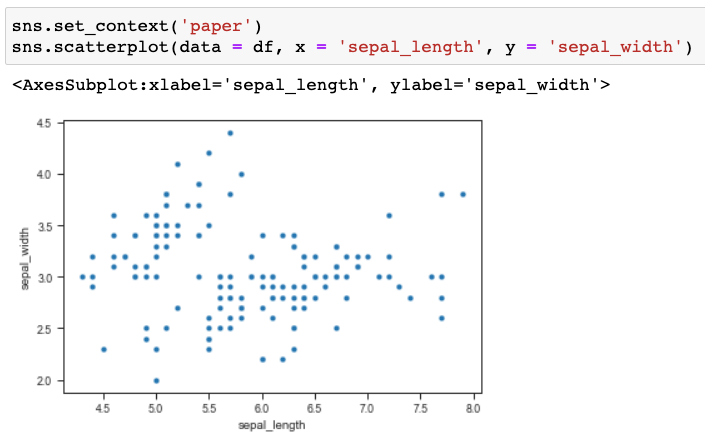 sns.set_context('paper')
sns.scatterplot(data = df, x = 'sepal_length', y = 'sepal_width')
<AxesSubplot:xlabel='sepal_length', ylabel='sepal_width'>
4.5
4.0
3.5
3.0
2.5
2.0
sepal_width
4.5 5.0 5.5 6.0 6.5 7.0 7.5 8.0
sepal_length